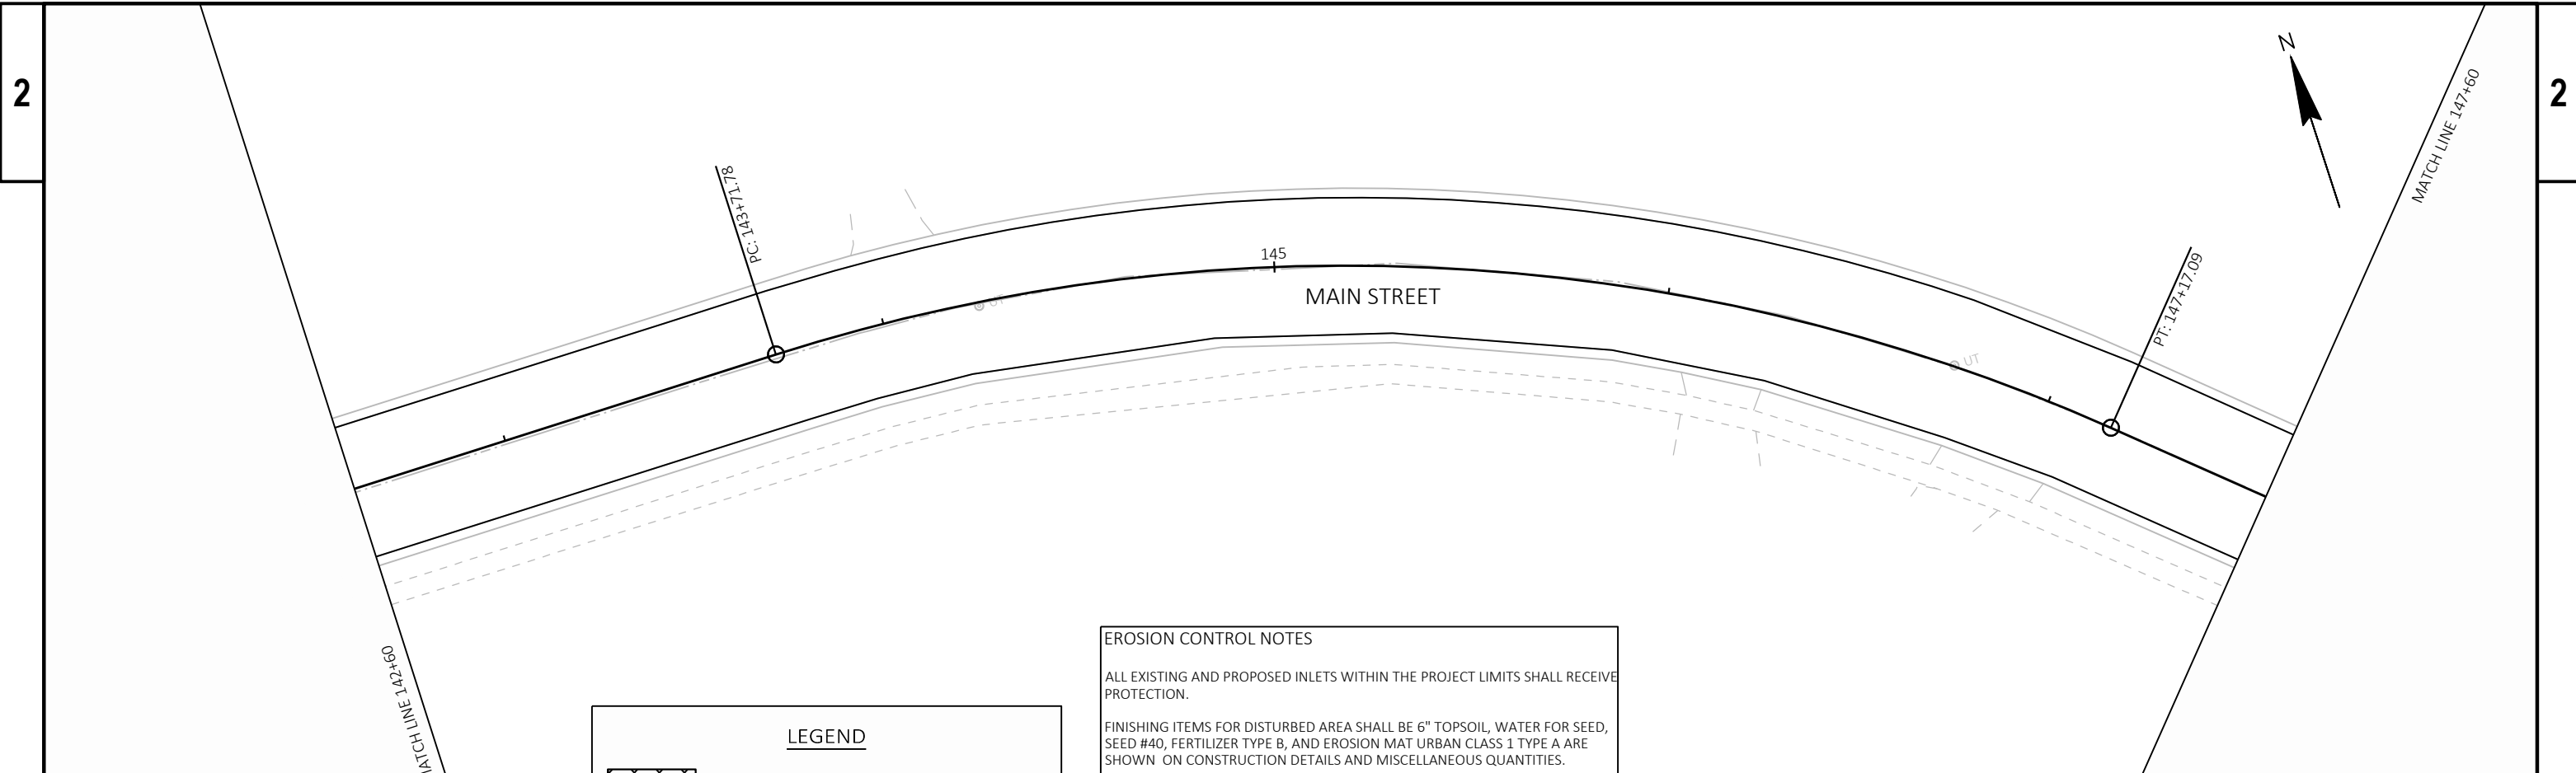 2
2
N
MATCH LINE 147+60
PC: 143+71.78
145
MAIN STREET
UT
PT: 147+17.09
UT
MATCH LINE 142+60
EROSION CONTROL NOTES
ALL EXISTING AND PROPOSED INLETS WITHIN THE PROJECT LIMITS SHALL RECEIVE
PROTECTION.
FINISHING ITEMS FOR DISTURBED AREA SHALL BE 6" TOPSOIL, WATER FOR SEED,
SEED #40, FERTILIZER TYPE B, AND EROSION MAT URBAN CLASS 1 TYPE A ARE
SHOWN ON CONSTRUCTION DETAILS AND MISCELLANEOUS QUANTITIES.
LEGEND